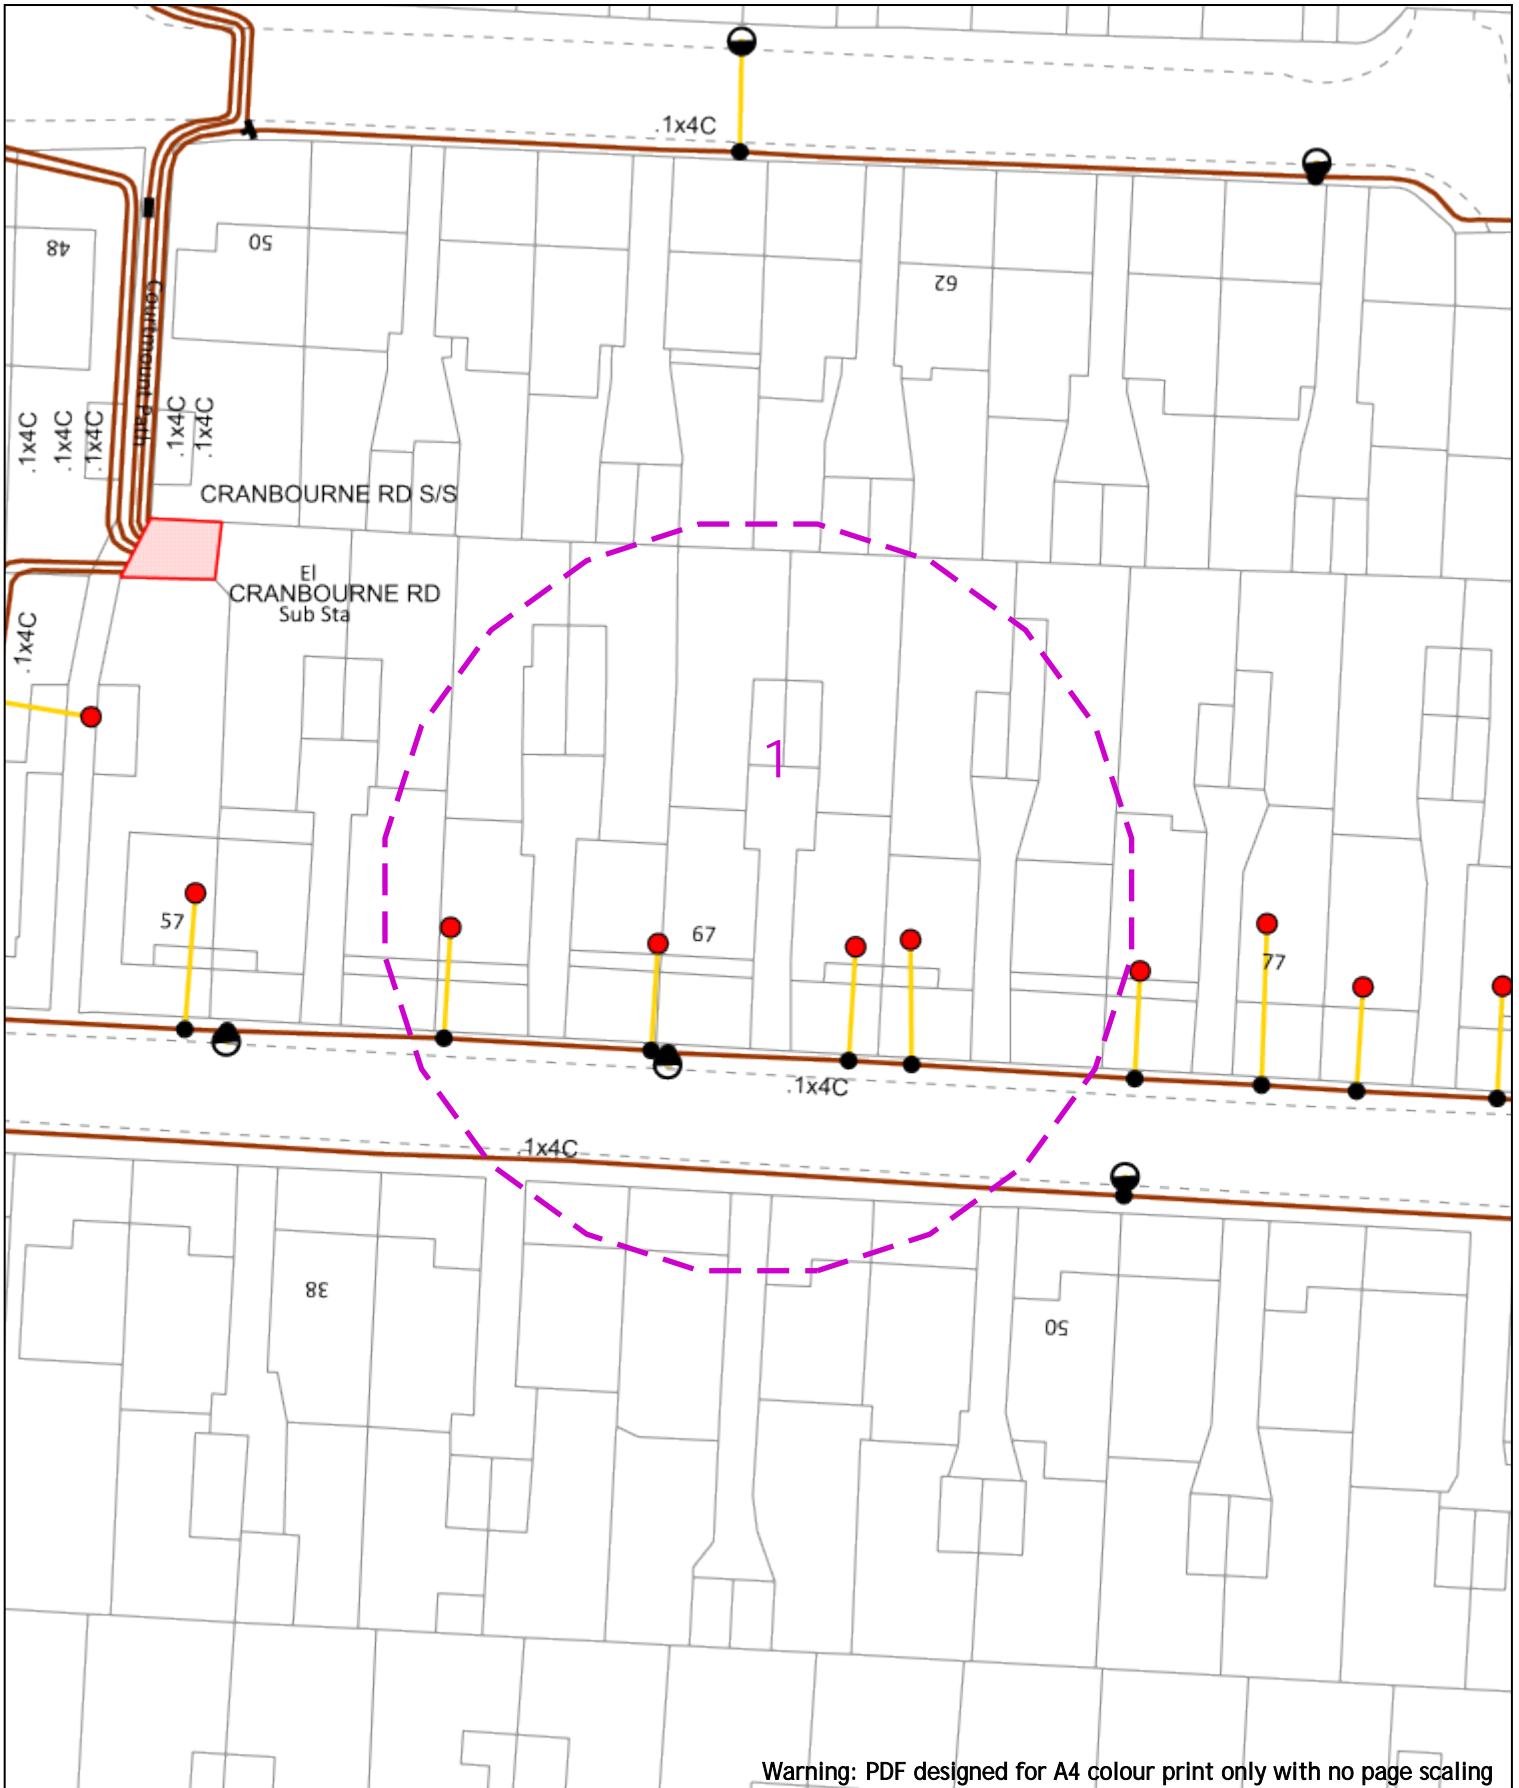 .1x4C
48
50
62
Courtmount Path
.1x4C
.1x4C
.1x4C
.1x4C
.1x4C
CRANBOURNE RD S/S
El
CRANBOURNE RD
Sub Sta
.1x4C
1
57
67
77
.1x4C
.1x4C
38
50
Warning: PDF designed for A4 colour print only with no page scaling